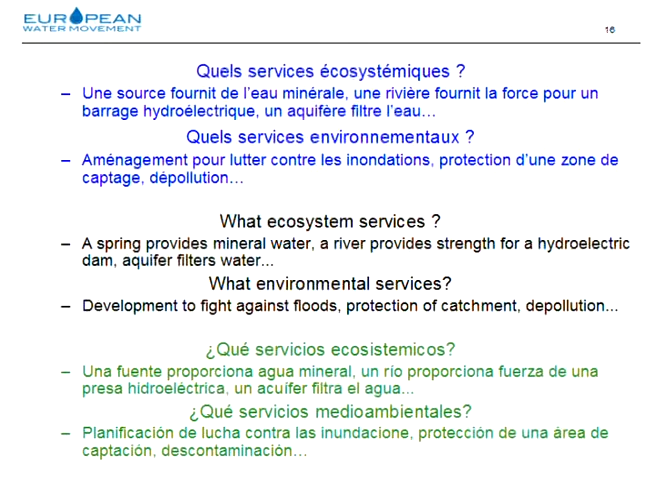 EUROPEAN
WATER MOVEMENT
16
Quels services écosystémiques ?
– Une source fournit de l'eau minérale, une rivière fournit la force pour un
barrage hydroélectrique, un aquifère filtre l'eau…
Quels services environnementaux ?
– Aménagement pour lutter contre les inondations, protection d'une zone de
captage, dépollution…
What ecosystem services ?
– A spring provides mineral water, a river provides strength for a hydroelectric
dam, aquifer filters water...
What environmental services?
– Development to fight against floods, protection of catchment, depollution...
¿Qué servicios ecosistemicos?
– Una fuente proporciona agua mineral, un río proporciona fuerza de una
presa hidroeléctrica, un acuífer filtra el agua...
¿Qué servicios medioambientales?
– Planificación de lucha contra las inundacione, protección de una área de
captación, descontaminación…